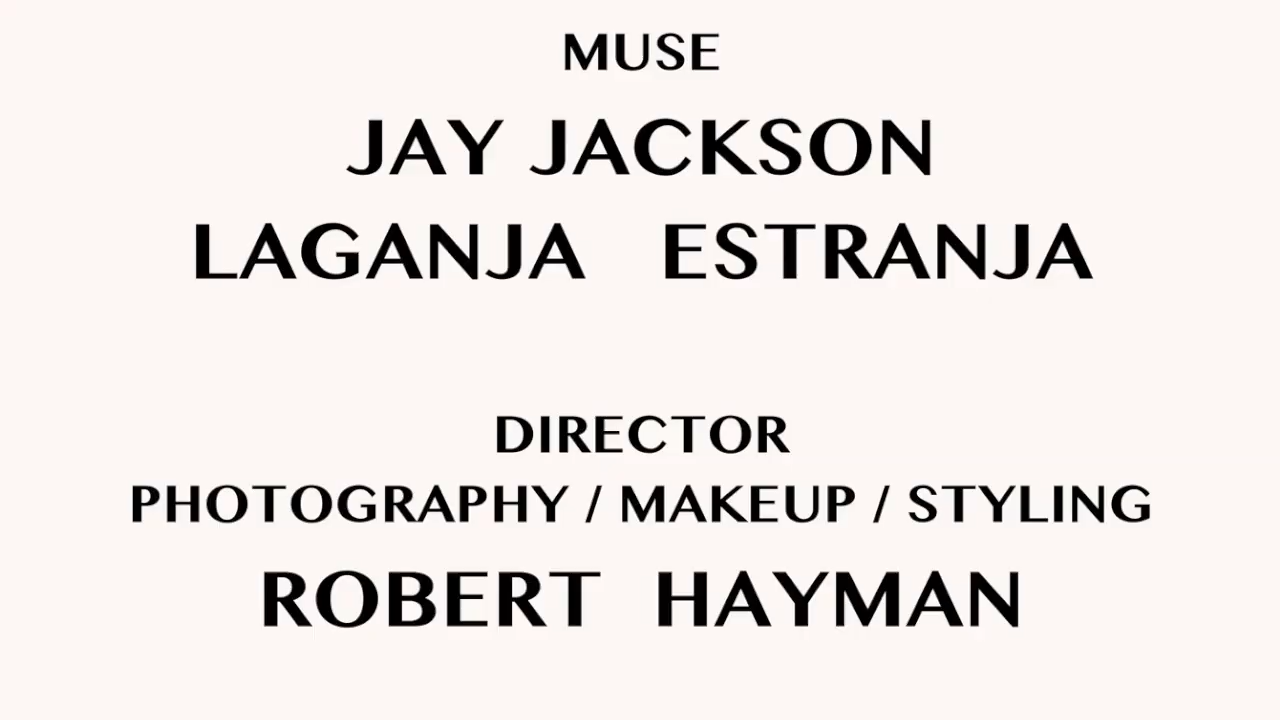 MUSE
JAY JACKSON
LAGANJA ESTRANJA
DIRECTOR
PHOTOGRAPHY / MAKEUP / STYLING
ROBERT HAYMAN